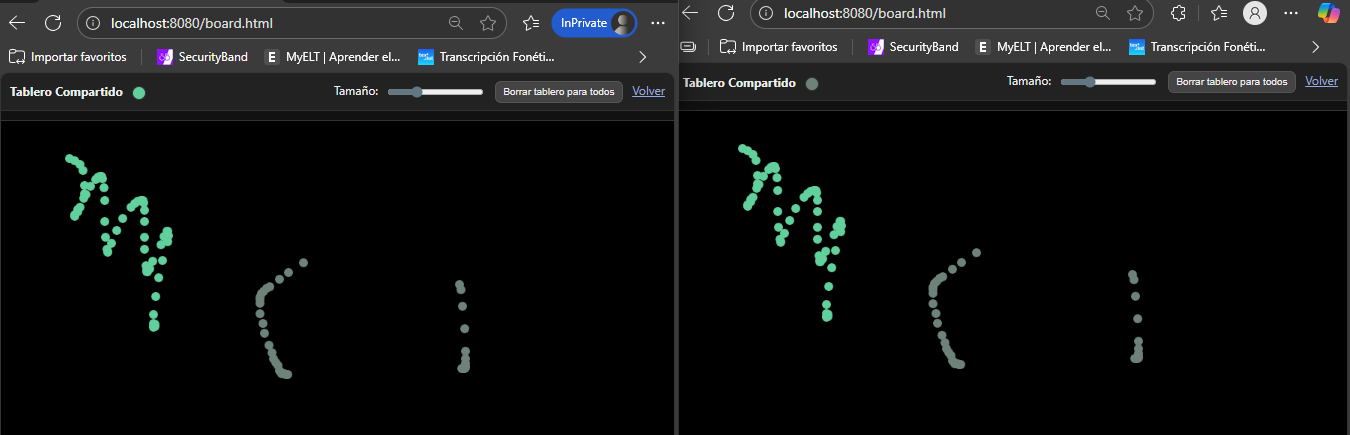 localhost:8080/board.html
InPrivate
Importar favoritos
SecurityBand
E MyELT | Aprender el...
Transcripción Fonéti...
Tablero Compartido
Tamaño:
Borrar tablero para todos
Volver
localhost:8080/board.html
Importar favoritos
SecurityBand
E MyELT | Aprender el...
Transcripción Fonéti...
Tablero Compartido
Tamaño:
Borrar tablero para todos
Volver